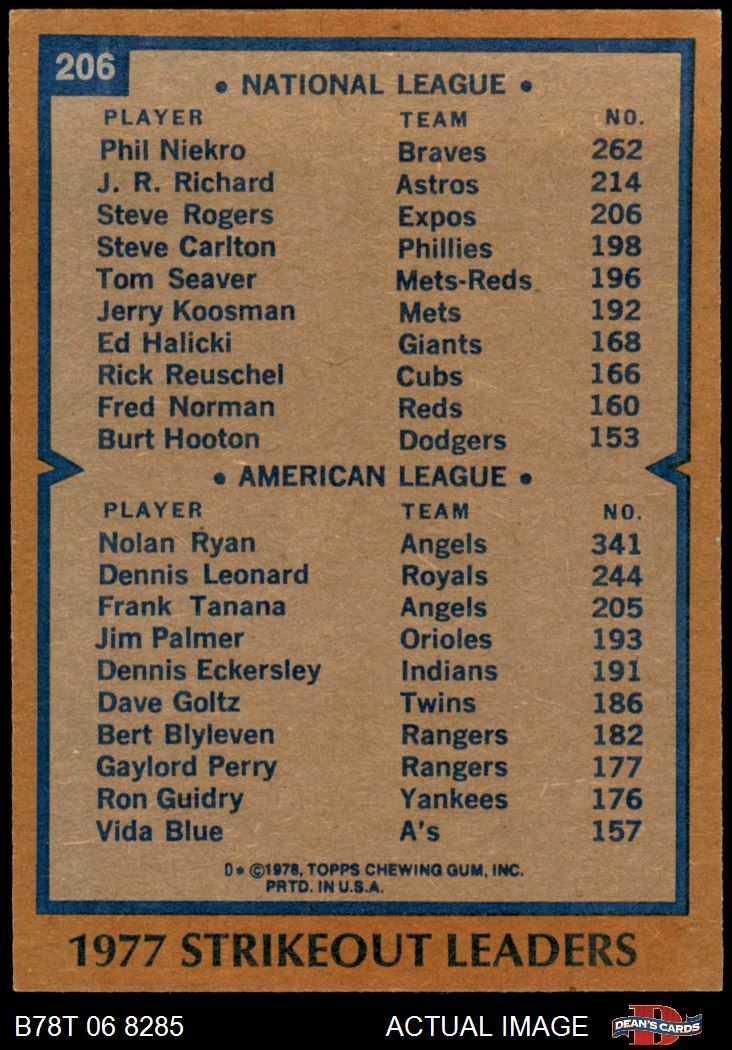 206
• NATIONAL LEAGUE •
PLAYER TEAM NO.
Phil Niekro Braves 262
J. R. Richard Astros 214
Steve Rogers Expos 206
Steve Carlton Phillies 198
Tom Seaver Mets-Reds 196
Jerry Koosman Mets 192
Ed Halicki Giants 168
Rick Reuschel Cubs 166
Fred Norman Reds 160
Burt Hooton Dodgers 153
• AMERICAN LEAGUE •
PLAYER TEAM NO.
Nolan Ryan Angels 341
Dennis Leonard Royals 244
Frank Tanana Angels 205
Jim Palmer Orioles 193
Dennis Eckersley Indians 191
Dave Goltz Twins 186
Bert Blyleven Rangers 182
Gaylord Perry Rangers 177
Ron Guidry Yankees 176
Vida Blue A's 157
D* ©1978, TOPPS CHEWING GUM, INC.
PRTD. IN U.S.A.
1977 STRIKEOUT LEADERS
B78T 06 8285 ACTUAL IMAGE D DEAN'S CARDS